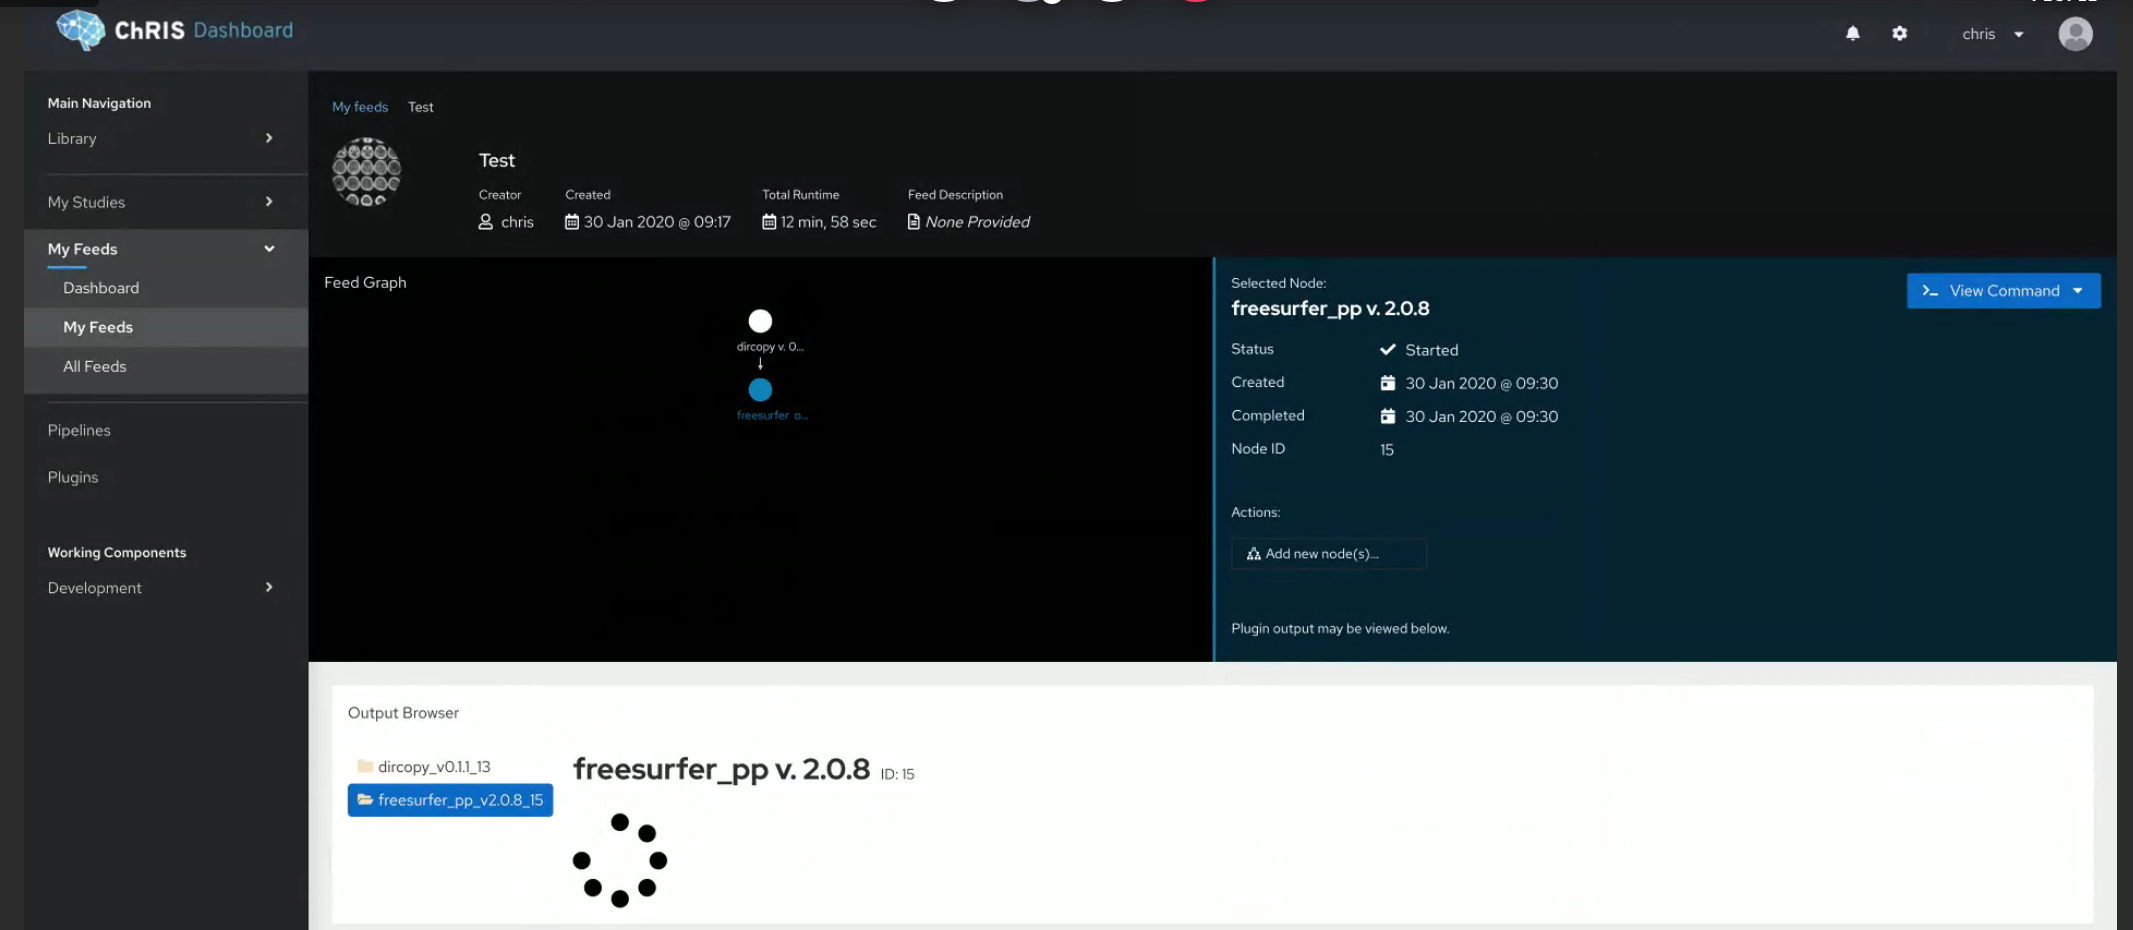 ChRIS Dashboard
chris
Main Navigation
Library
My Studies
My Feeds
Dashboard
My Feeds
All Feeds
Pipelines
Plugins
Working Components
Development
My feeds Test
Test
Creator Created Total Runtime Feed Description
chris 30 Jan 2020 @ 09:17 12 min, 58 sec None Provided
Feed Graph
dircopy v. 0...
freesurfer_p...
Selected Node:
freesurfer_pp v. 2.0.8
View Command
Status Started
Created 30 Jan 2020 @ 09:30
Completed 30 Jan 2020 @ 09:30
Node ID 15
Actions:
Add new node(s)...
Plugin output may be viewed below.
Output Browser
dircopy_v0.1.1_13
freesurfer_pp_v2.0.8_15
freesurfer_pp v. 2.0.8 ID: 15